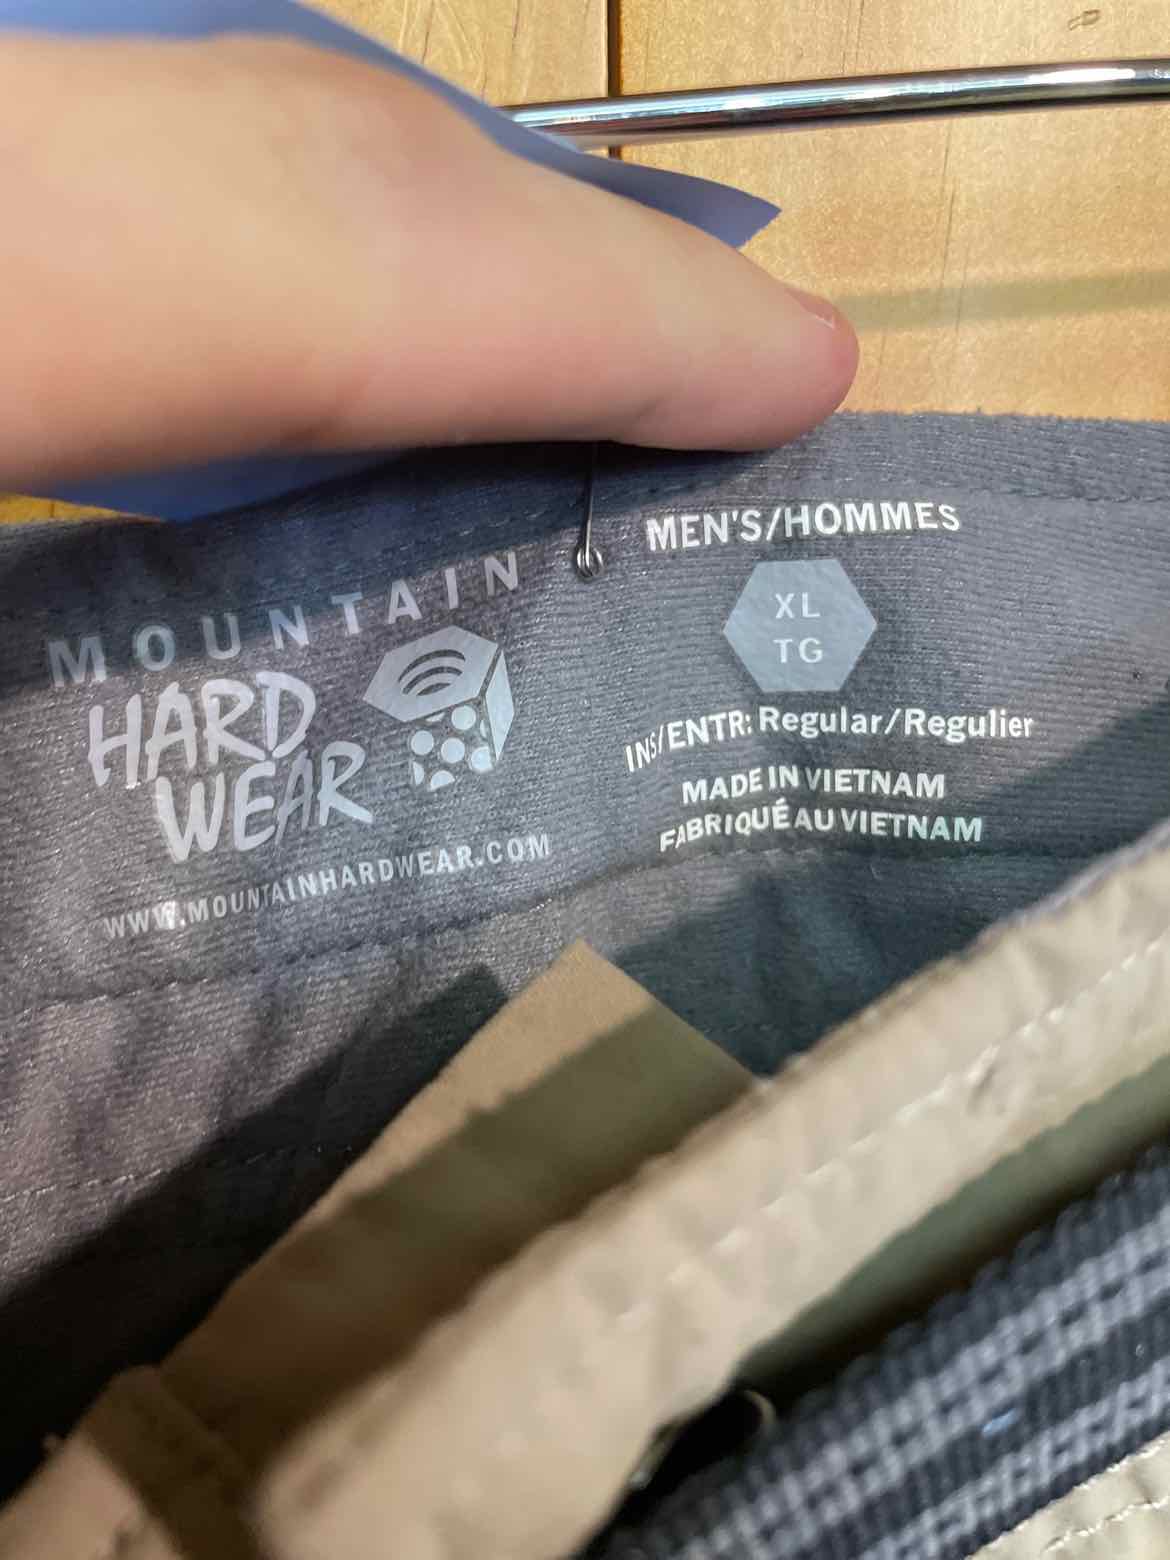 MOUNTAIN
HARD
WEAR
WWW.MOUNTAINHARDWEAR.COM
MEN'S/HOMMES
XL
TG
INS/ENTR: Regular/Regulier
MADE IN VIETNAM
FABRIQUÉ AU VIETNAM